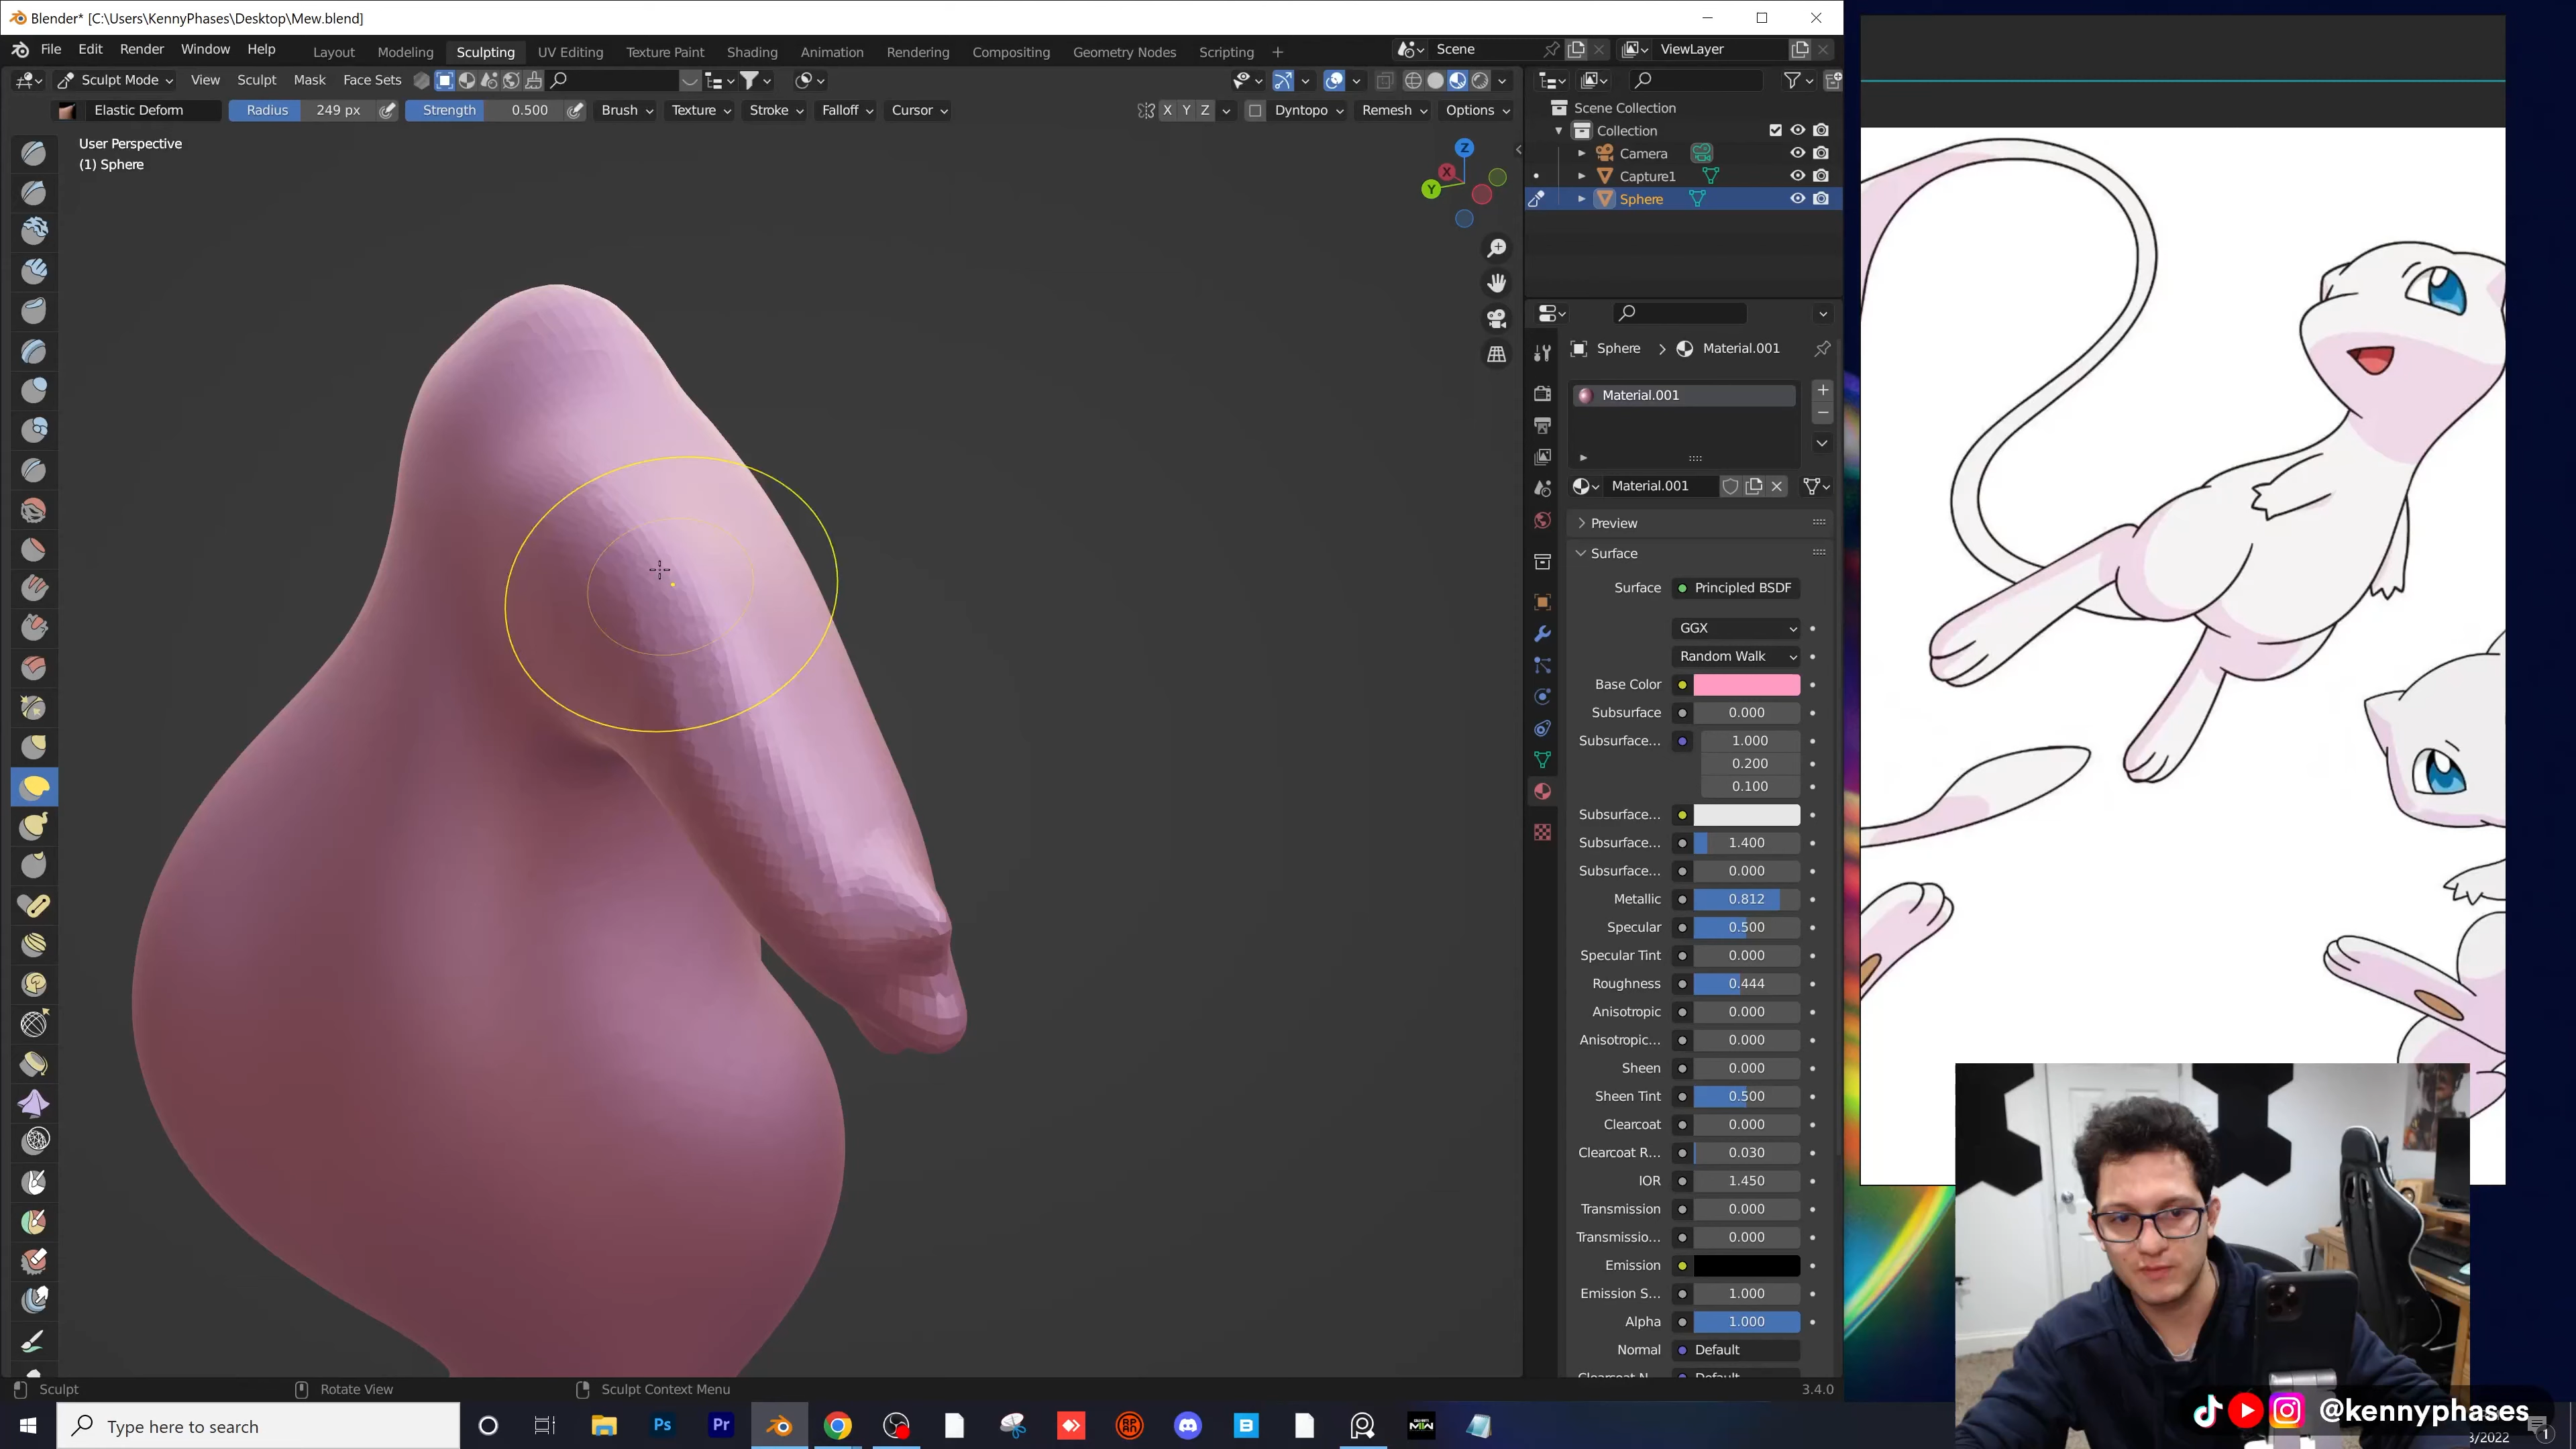 Blender* [C:\Users\KennyPhases\Desktop\Mew.blend]
File Edit Render Window Help Layout Modeling Sculpting UV Editing Texture Paint Shading Animation Rendering Compositing Geometry Nodes Scripting + Scene ViewLayer
Sculpt Mode View Sculpt Mask Face Sets
Elastic Deform Radius 249 px Strength 0.500 Brush Texture Stroke Falloff Cursor X Y Z Dyntopo Remesh Options
User Perspective
(1) Sphere
Z
X
Y
Scene Collection
Collection
Camera
Capture1
Sphere
Sphere > Material.001
Material.001
Material.001
Preview
Surface
Surface Principled BSDF
GGX
Random Walk
Base Color
Subsurface 0.000
Subsurface... 1.000
0.200
0.100
Subsurface...
Subsurface... 1.400
Subsurface... 0.000
Metallic 0.812
Specular 0.500
Specular Tint 0.000
Roughness 0.444
Anisotropic 0.000
Anisotropic... 0.000
Sheen 0.000
Sheen Tint 0.500
Clearcoat 0.000
Clearcoat R... 0.030
IOR 1.450
Transmission 0.000
Transmissio... 0.000
Emission
Emission S... 1.000
Alpha 1.000
Normal Default
Sculpt Rotate View Sculpt Context Menu 3.4.0
Type here to search
Ps
Pr
B
MW
@kennyphases
3/2022
1